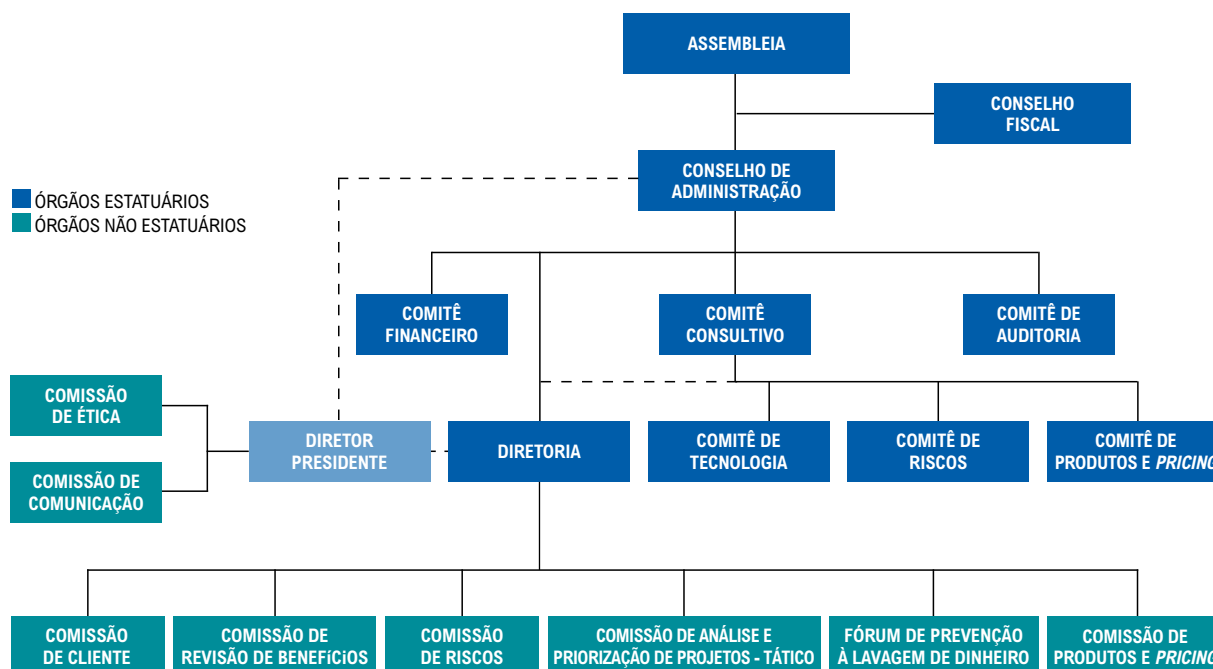 ASSEMBLEIA
CONSELHO
FISCAL
CONSELHO DE
ADMINISTRAÇÃO
ÓRGÃOS ESTATUÁRIOS
ÓRGÃOS NÃO ESTATUÁRIOS
COMITÊ
FINANCEIRO
COMITÊ
CONSULTIVO
COMITÊ DE
AUDITORIA
COMISSÃO
DE ÉTICA
COMISSÃO DE
COMUNICAÇÃO
DIRETOR
PRESIDENTE
DIRETORIA
COMITÊ DE
TECNOLOGIA
COMITÊ DE
RISCOS
COMITÊ DE
PRODUTOS E PRICING
COMISSÃO
DE CLIENTE
COMISSÃO DE
REVISÃO DE BENEFíCiOS
COMISSÃO
DE RISCOS
COMISSÃO DE ANÁLISE E
PRIORIZAÇÃO DE PROJETOS - TÁTICO
FÓRUM DE PREVENÇÃO
À LAVAGEM DE DINHEIRO
COMISSÃO DE
PRODUTOS E PRICING